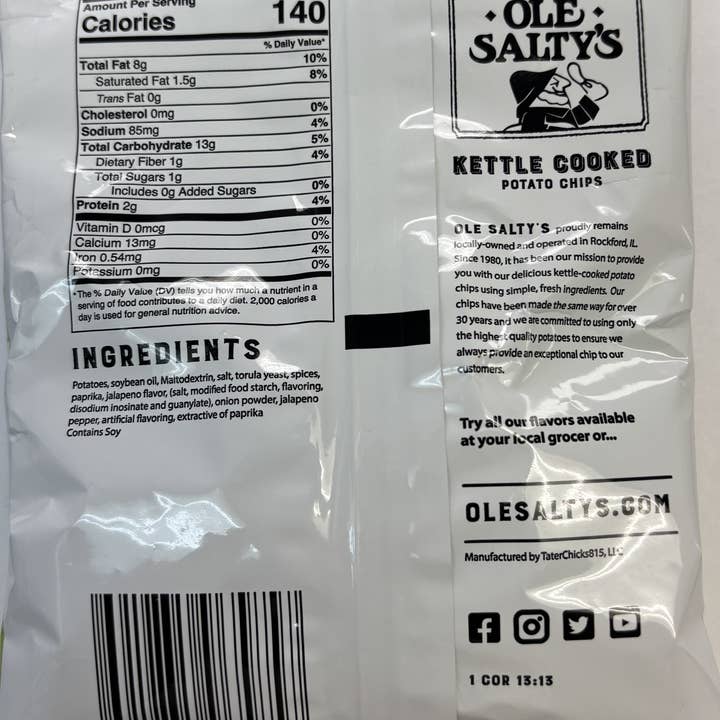 Amount Per Serving
Calories 140
% Daily Value*
Total Fat 8g 10%
Saturated Fat 1.5g 8%
Trans Fat 0g
Cholesterol 0mg 0%
Sodium 85mg 4%
Total Carbohydrate 13g 5%
Dietary Fiber 1g 4%
Total Sugars 1g
Includes 0g Added Sugars 0%
Protein 2g 4%
Vitamin D 0mcg 0%
Calcium 13mg 0%
Iron 0.54mg 4%
Potassium 0mg 0%
*The % Daily Value (DV) tells you how much a nutrient in a
serving of food contributes to a daily diet. 2,000 calories a
day is used for general nutrition advice.
INGREDIENTS
Potatoes, soybean oil, Maltodextrin, salt, torula yeast, spices,
paprika, jalapeno flavor, (salt, modified food starch, flavoring,
disodium inosinate and guanylate), onion powder, jalapeno
pepper, artificial flavoring, extractive of paprika
Contains Soy
OLE
SALTY'S
KETTLE COOKED
POTATO CHIPS
OLE SALTY'S proudly remains
locally-owned and operated in Rockford, IL.
Since 1980, it has been our mission to provide
you with our delicious kettle-cooked potato
chips using simple, fresh ingredients. Our
chips have been made the same way for over
30 years and we are committed to using only
the highest quality potatoes to ensure we
always provide an exceptional chip to our
customers.
Try all our flavors available
at your local grocer or...
OLESALTYS.COM
Manufactured by TaterChicks815, LLC
1 COR 13:13